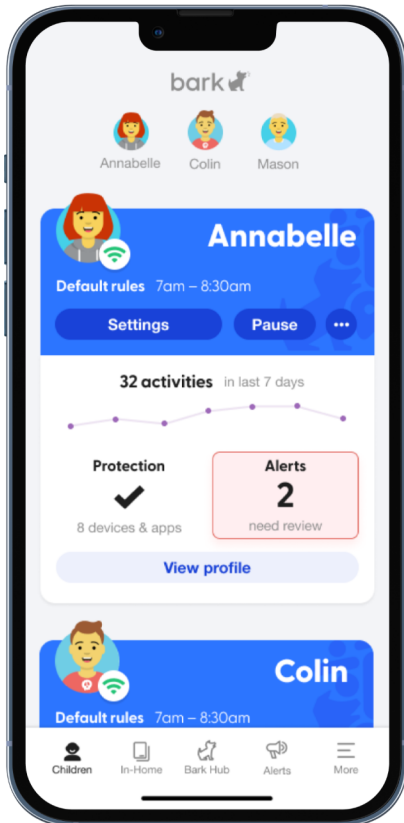 bark
Annabelle Colin Mason
Annabelle
Default rules 7am – 8:30am
Settings Pause
32 activities in last 7 days
Protection Alerts
2
8 devices & apps need review
View profile
Colin
Default rules 7am – 8:30am
Children In-Home Bark Hub Alerts More